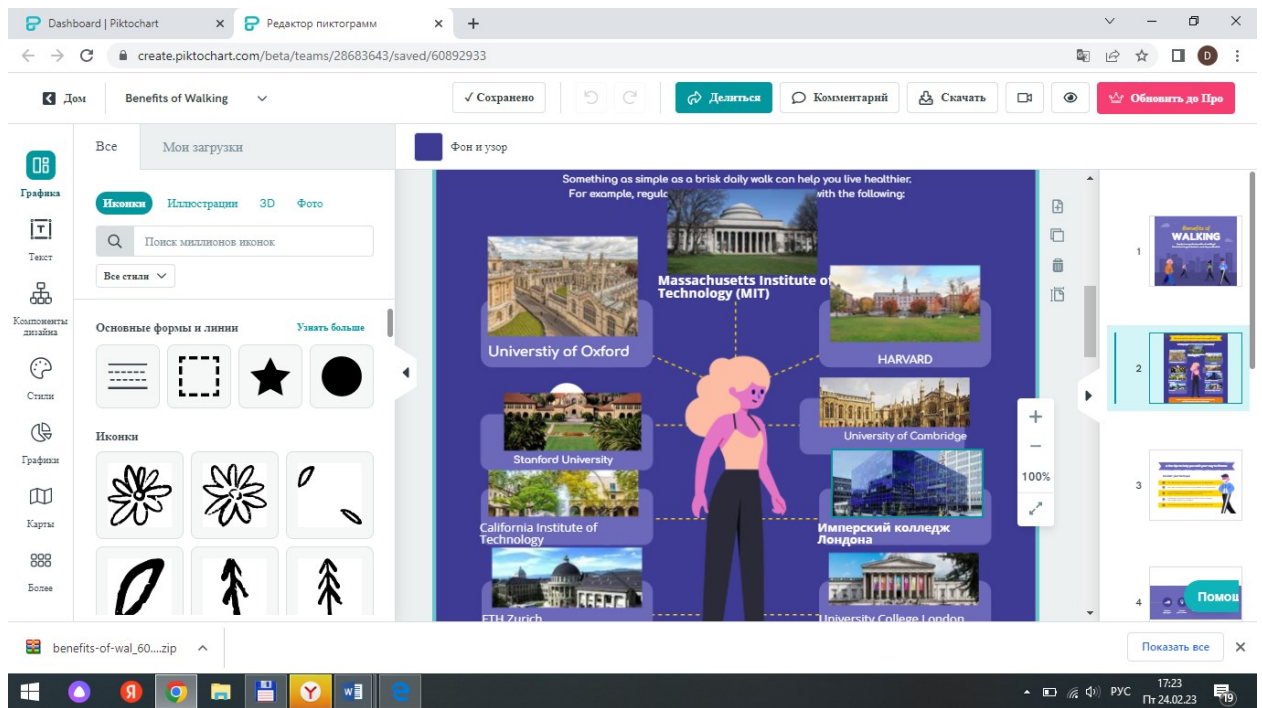 Dashboard | Piktochart
Редактор пиктограмм
create.piktochart.com/beta/teams/28683643/saved/60892933
D
Дом
Benefits of Walking
✓ Сохранено
Делиться
Комментарий
Скачать
Обновить до Про
Графика
Текст
Компоненты
дизайна
Стили
Графики
Карты
Более
Все
Мои загрузки
Иконки
Иллюстрации
3D
Фото
Поиск миллионов иконок
Все стили
Основные формы и линии
Узнать больше
Иконки
Фон и узор
Something as simple as a brisk daily walk can help you live healthier.
For example, regul
with the following:
Massachusetts Institute of
Technology (MIT)
Universtiy of Oxford
HARVARD
Stanford University
University of Cambridge
California Institute of
Technology
Имперский колледж
Лондона
ETH Zurich
University College London
100%
1
Benefits of
WALKING
2
3
4
Помощ
benefits-of-wal_60....zip
Показать все
Я
Y
РУС
17:23
Пт 24.02.23
19